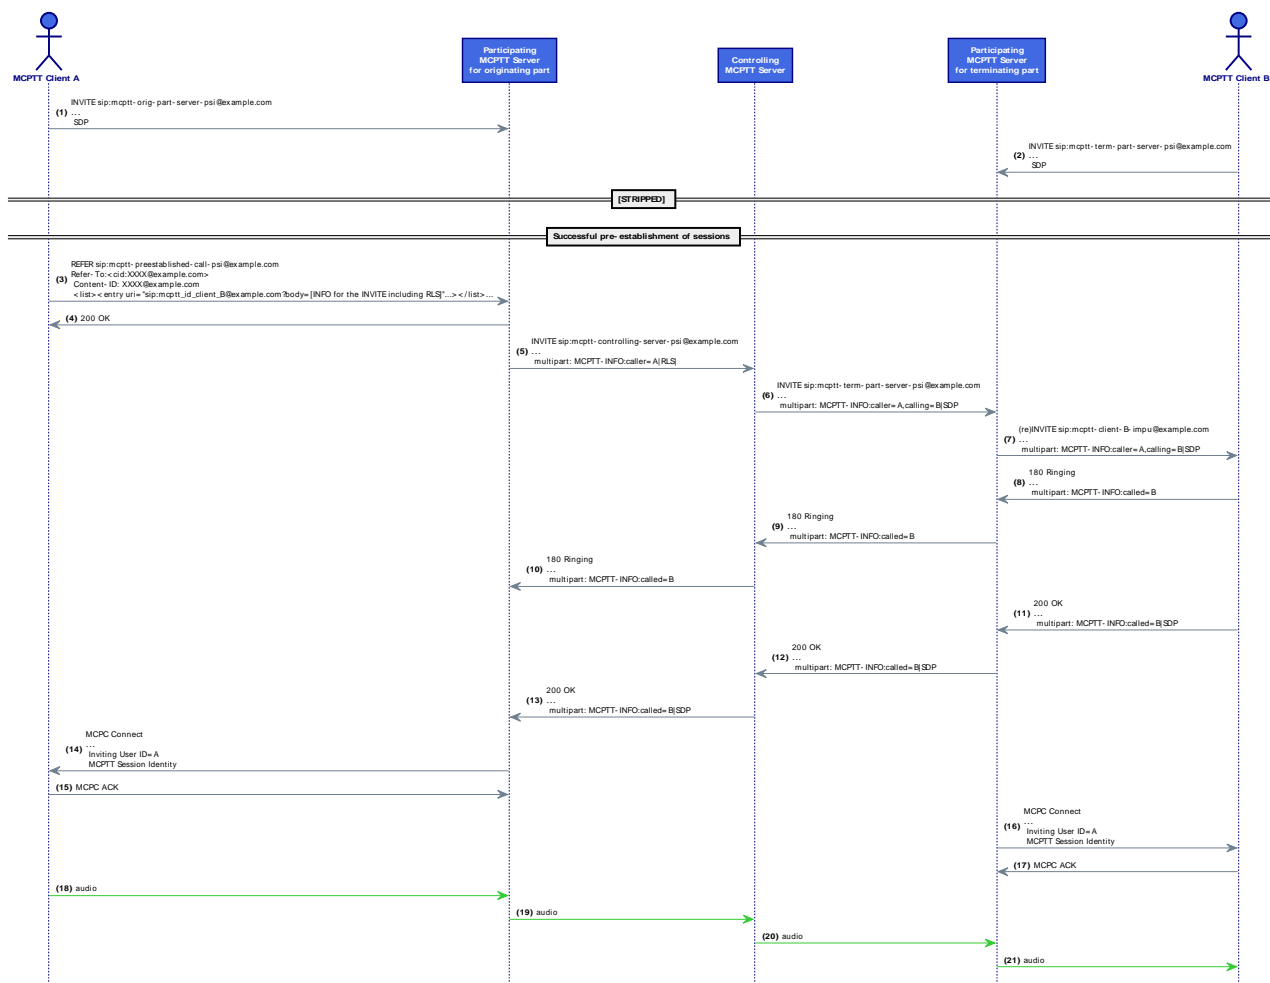 MCPTT Client A
Participating
MCPTT Server
for originating part
Controlling
MCPTT Server
Participating
MCPTT Server
for terminating part
MCPTT Client B
INVITE sip:mcptt-orig-part-server-psi@example.com
(1) ...
SDP
INVITE sip:mcptt-term-part-server-psi@example.com
(2) ...
SDP
[STRIPPED]
Successful pre-establishment of sessions
REFER sip:mcptt-preestablished-call-psi@example.com
Refer-To:<cid:XXXX@example.com>
(3)
Content-ID: XXXX@example.com
<list><entry uri="sip:mcptt_id_client_B@example.com?body=[INFO for the INVITE including RLS]"...></list>...
(4) 200 OK
INVITE sip:mcptt-controlling-server-psi@example.com
(5) ...
multipart: MCPTT-INFO:caller=A|RLS|
INVITE sip:mcptt-term-part-server-psi@example.com
(6) ...
multipart: MCPTT-INFO:caller=A,calling=B|SDP
(re)INVITE sip:mcptt-client-B-impu@example.com
(7) ...
multipart: MCPTT-INFO:caller=A,calling=B|SDP
180 Ringing
(8) ...
multipart: MCPTT-INFO:called=B
180 Ringing
(9) ...
multipart: MCPTT-INFO:called=B
180 Ringing
(10) ...
multipart: MCPTT-INFO:called=B
200 OK
(11) ...
multipart: MCPTT-INFO:called=B|SDP
200 OK
(12) ...
multipart: MCPTT-INFO:called=B|SDP
200 OK
(13) ...
multipart: MCPTT-INFO:called=B|SDP
MCPC Connect
...
(14)
Inviting User ID=A
MCPTT Session Identity
(15) MCPC ACK
MCPC Connect
...
(16)
Inviting User ID=A
MCPTT Session Identity
(17) MCPC ACK
(18) audio
(19) audio
(20) audio
(21) audio